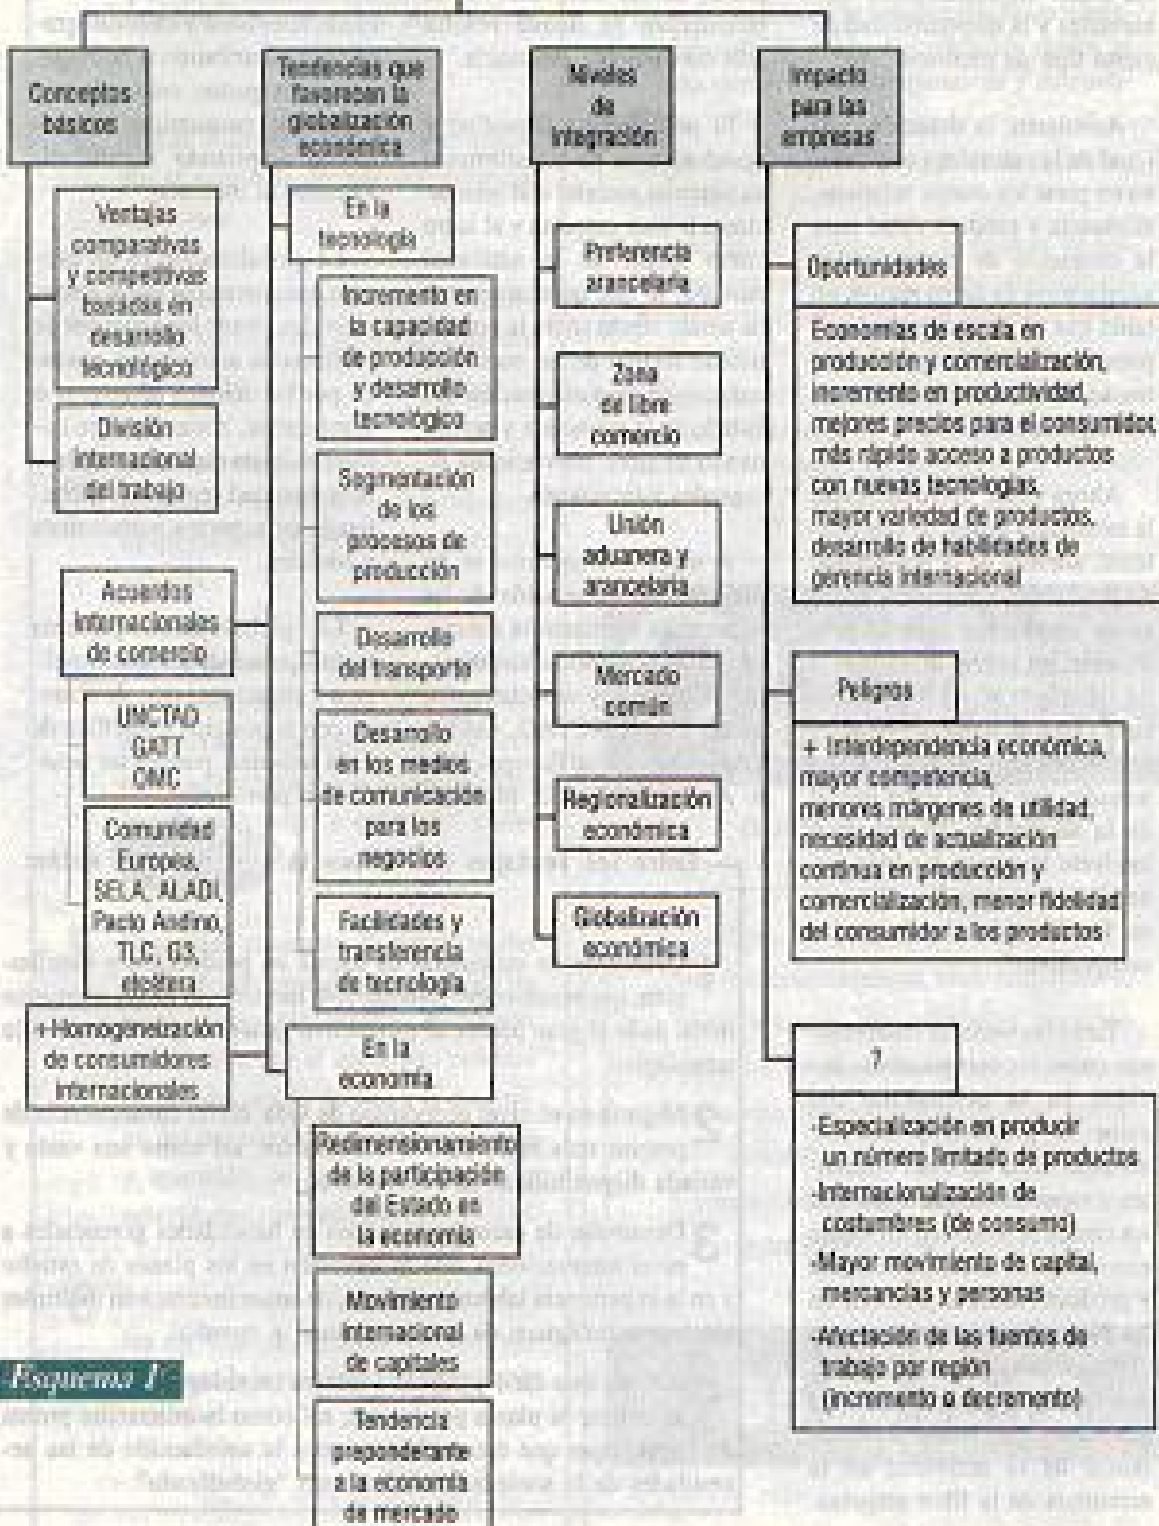 Conceptos
básicos
Ventajas
comparativas
y competitivas
basadas en
desarrollo
tecnológico
División
internacional
del trabajo
Tendencias que
favorecen la
globalización
económica
En la
tecnología
Incremento en
la capacidad
de producción
y desarrollo
tecnológico
Segmentación
de los
procesos de
producción
Desarrollo
del transporte
Desarrollo
en los medios
de comunicación
para los
negocios
Facilidades y
transferencia
de tecnología
Acuerdos
internacionales
de comercio
UNCTAD
GATT
OMC
Comunidad
Europea,
SELA, ALADI,
Pacto Andino,
TLC, G3,
etcétera
+Homogeneización
de consumidores
internacionales
En la
economía
Redimensionamiento
de la participación
del Estado en
la economía
Movimiento
internacional
de capitales
Tendencia
preponderante
a la economía
de mercado
Niveles
de
integración
Preferencia
arancelaria
Zona
de libre
comercio
Unión
aduanera y
arancelaria
Mercado
común
Regionalización
económica
Globalización
económica
Impacto
para las
empresas
Oportunidades
Economías de escala en
producción y comercialización,
incremento en productividad,
mejores precios para el consumidor,
más rápido acceso a productos
con nuevas tecnologías,
mayor variedad de productos,
desarrollo de habilidades de
gerencia internacional
Peligros
+ Interdependencia económica,
mayor competencia,
menores márgenes de utilidad,
necesidad de actualización
continua en producción y
comercialización, menor fidelidad
del consumidor a los productos
?
-Especialización en producir
un número limitado de productos
-Internacionalización de
costumbres (de consumo)
-Mayor movimiento de capital,
mercancías y personas
-Afectación de las fuentes de
trabajo por región
(incremento o decremento)
Esquema 1